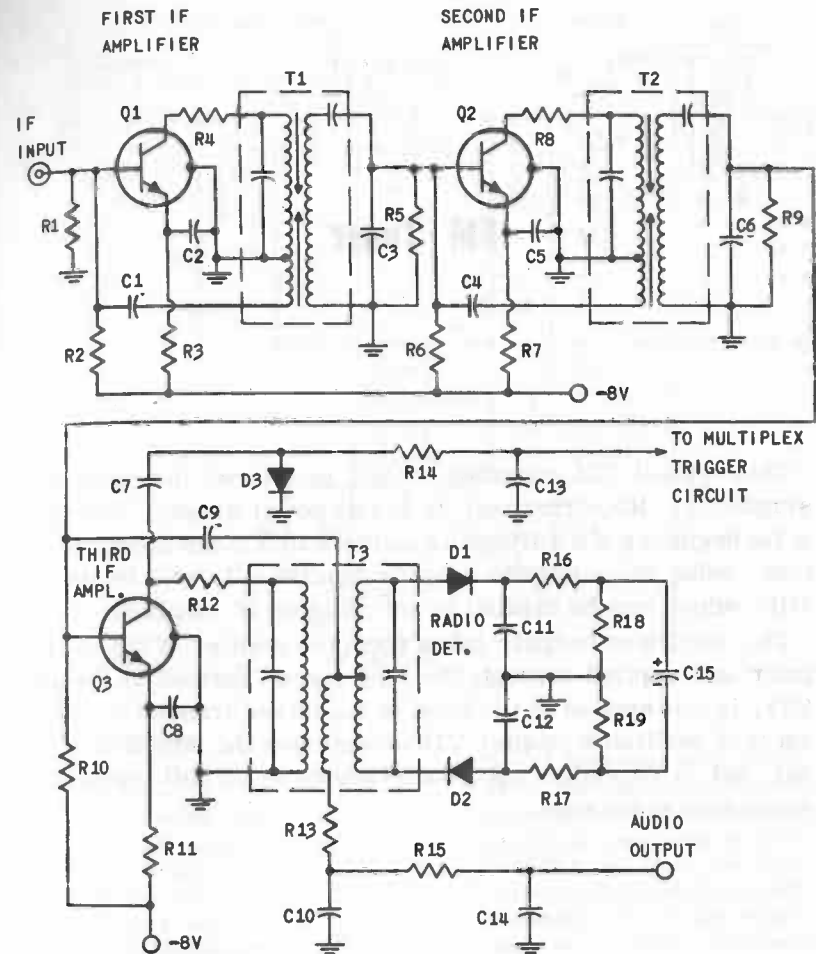 FIRST IF
AMPLIFIER
SECOND IF
AMPLIFIER
T1
T2
Q1
Q2
IF
INPUT
R4
R8
R1
C2
C3
R5
C5
C6
R9
C1
C4
R2
R3
R6
R7
-8V
TO MULTIPLEX
TRIGGER
CIRCUIT
C7
D3
R14
C13
C9
THIRD
IF
AMPL.
T3
D1
R16
R12
RADIO
DET.
C11
R18
C15
Q3
C8
C12
R19
R10
D2
R17
R13
AUDIO
OUTPUT
R11
R15
C10
C14
-8V